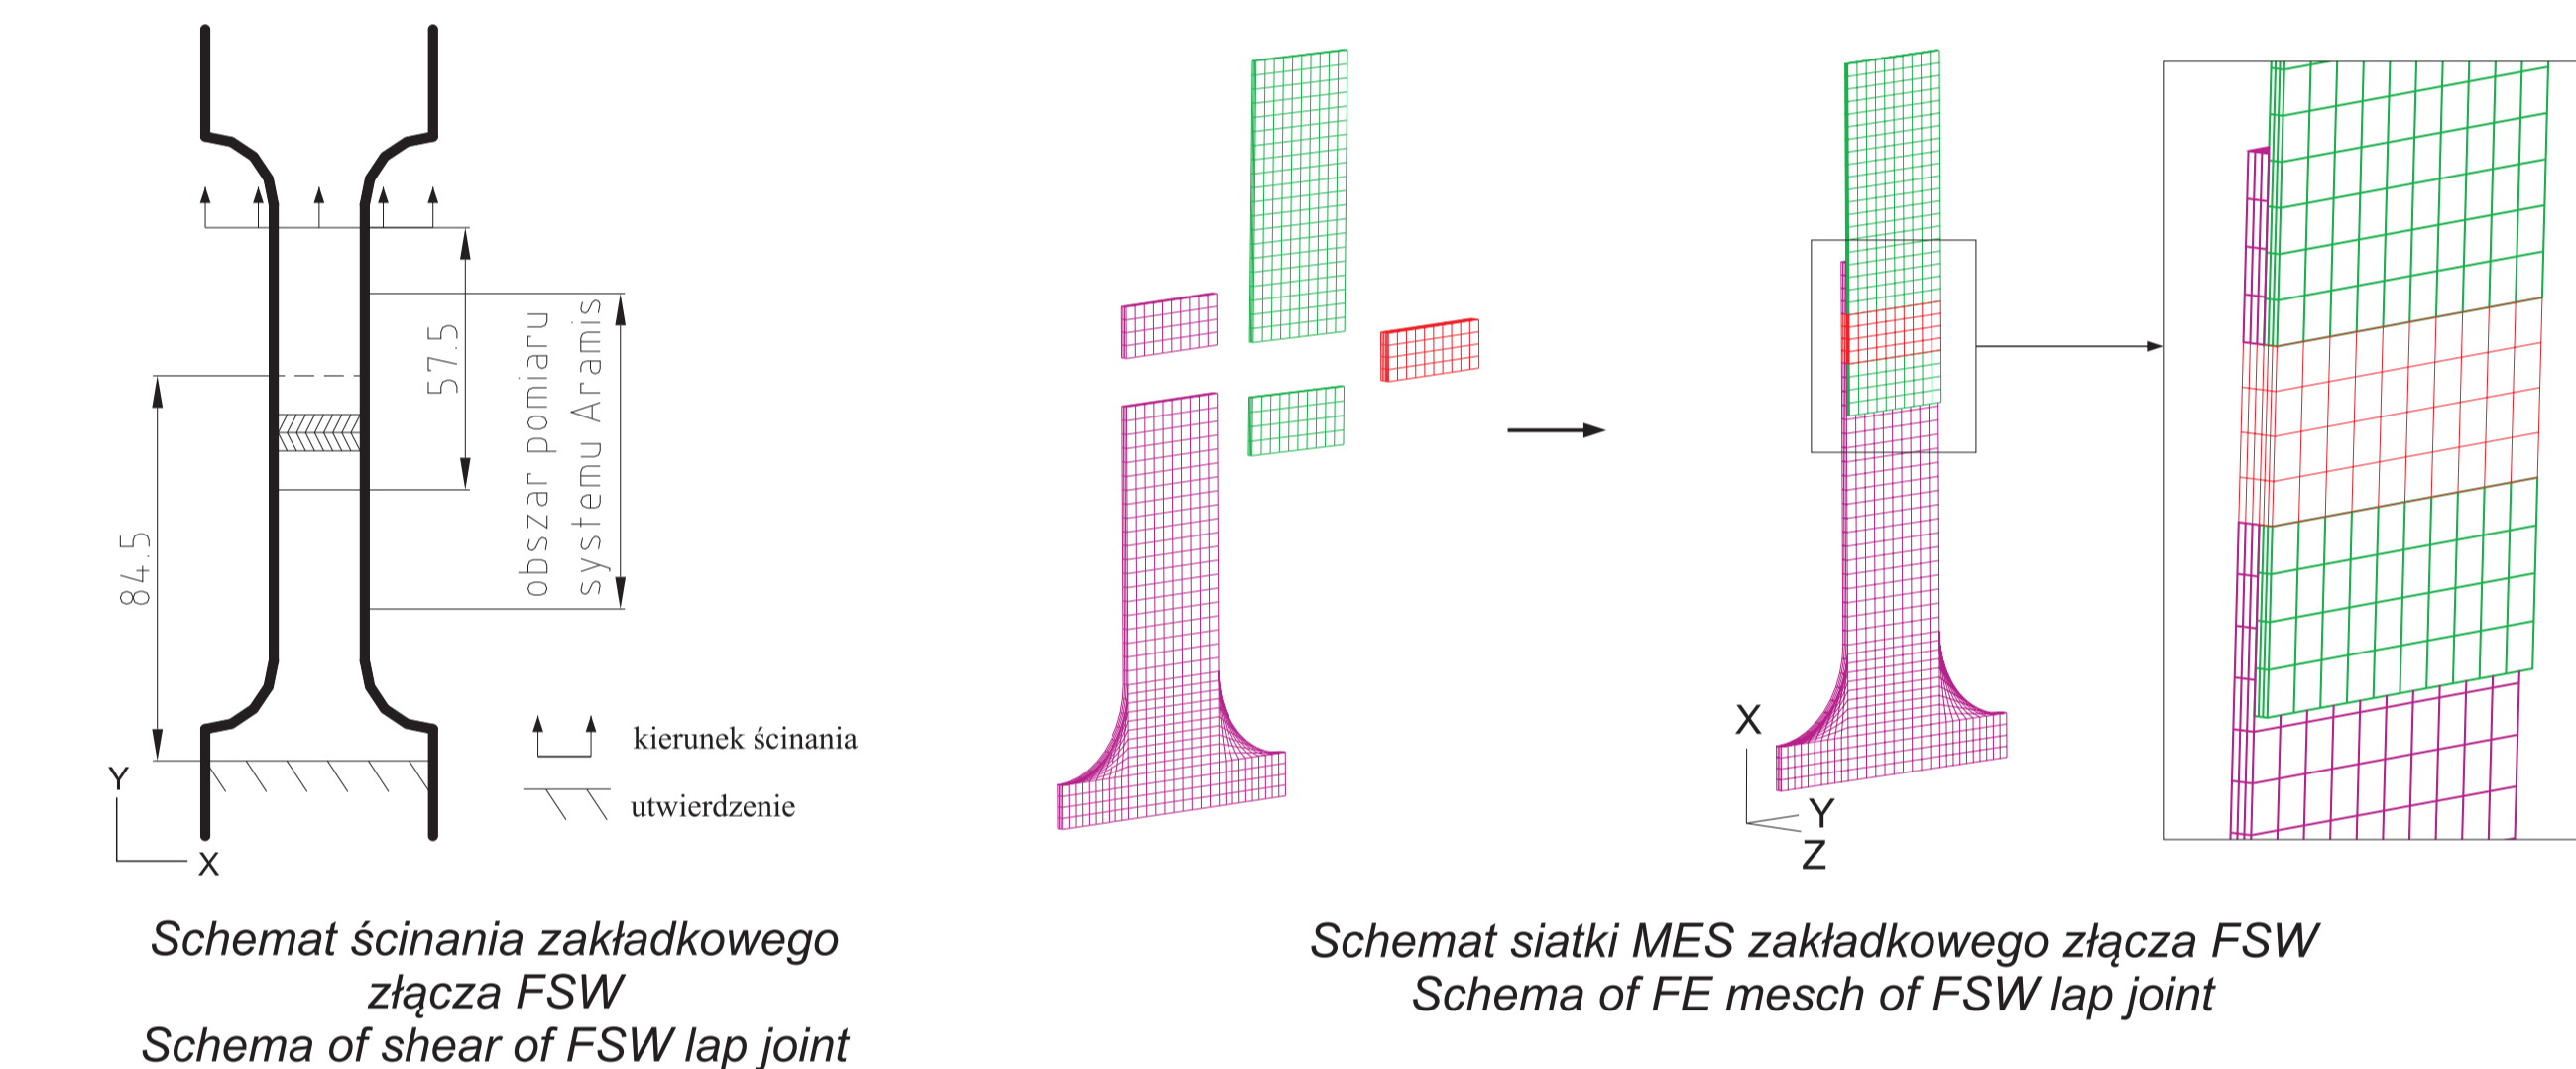 84.5
57.5
obszar pomiaru
systemu Aramis
kierunek ścinania
utwierdzenie
Y
X
X
Y
Z
Schemat ścinania zakładkowego
złącza FSW
Schema of shear of FSW lap joint
Schemat siatki MES zakładkowego złącza FSW
Schema of FE mesch of FSW lap joint